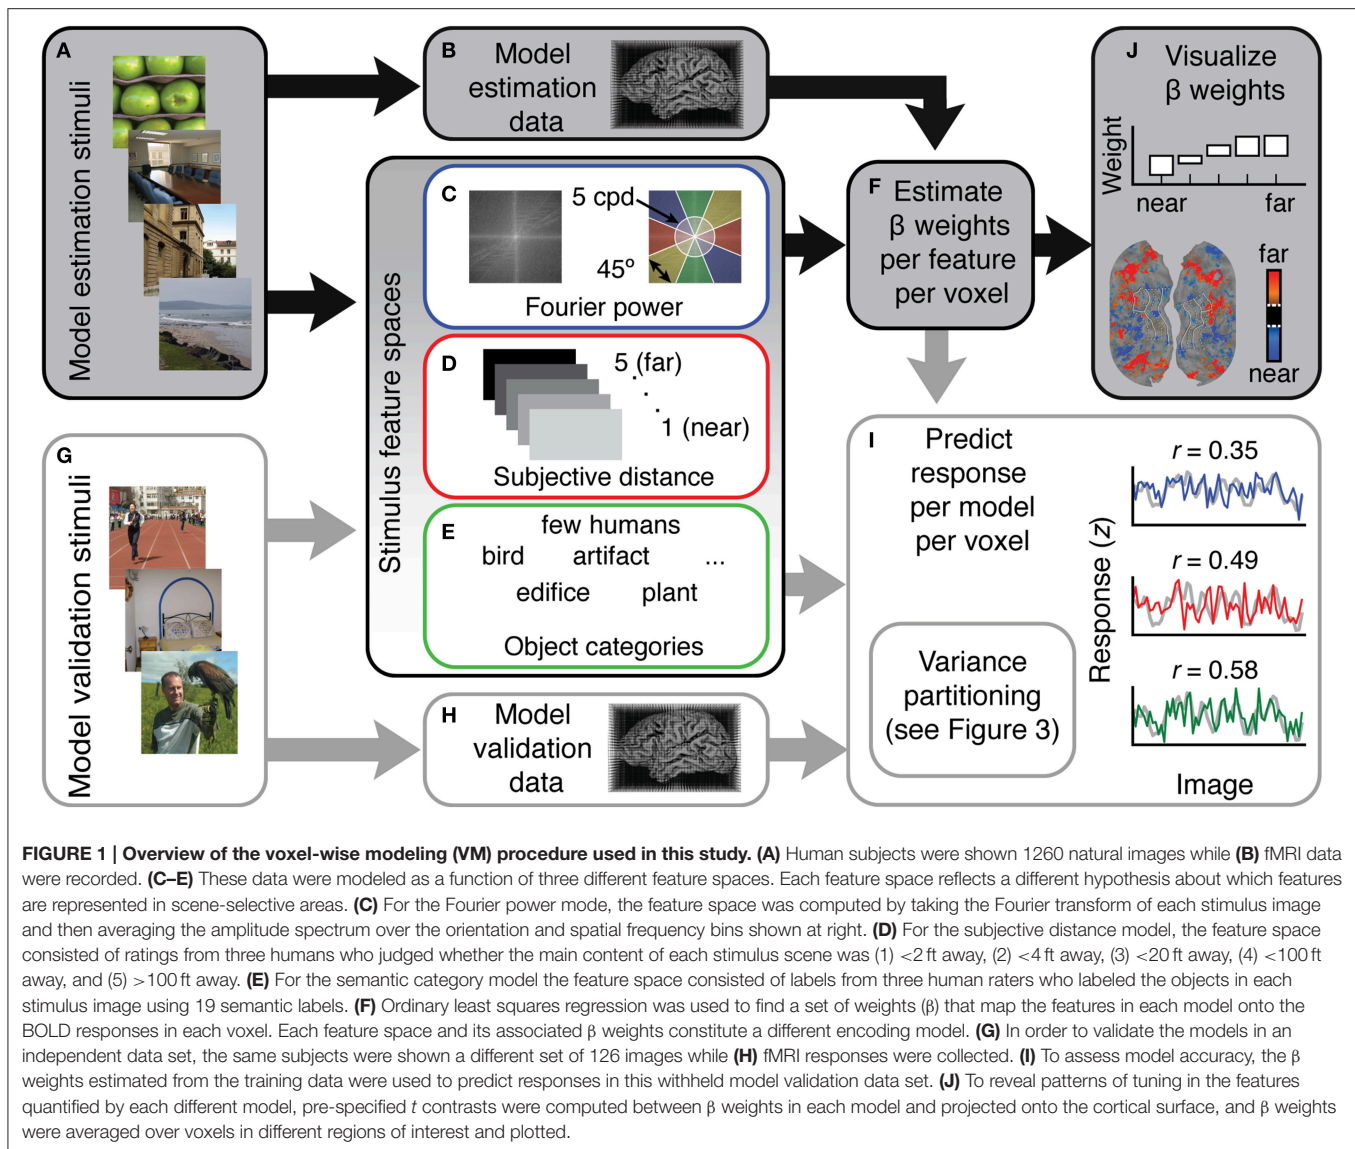 A
Model estimation stimuli
B
Model
estimation
data
Stimulus feature spaces
C
5 cpd
45º
Fourier power
D
5 (far)
1 (near)
Subjective distance
E
few humans
bird artifact ...
edifice plant
Object categories
F
Estimate
β weights
per feature
per voxel
J
Visualize
β weights
Weight
near far
far
near
G
Model validation stimuli
H
Model
validation
data
I
Predict
response
per model
per voxel
Variance
partitioning
(see Figure 3)
Response (z)
r = 0.35
r = 0.49
r = 0.58
Image
FIGURE 1 | Overview of the voxel-wise modeling (VM) procedure used in this study. (A) Human subjects were shown 1260 natural images while (B) fMRI data
were recorded. (C–E) These data were modeled as a function of three different feature spaces. Each feature space reflects a different hypothesis about which features
are represented in scene-selective areas. (C) For the Fourier power mode, the feature space was computed by taking the Fourier transform of each stimulus image
and then averaging the amplitude spectrum over the orientation and spatial frequency bins shown at right. (D) For the subjective distance model, the feature space
consisted of ratings from three humans who judged whether the main content of each stimulus scene was (1) <2 ft away, (2) <4 ft away, (3) <20 ft away, (4) <100 ft
away, and (5) >100 ft away. (E) For the semantic category model the feature space consisted of labels from three human raters who labeled the objects in each
stimulus image using 19 semantic labels. (F) Ordinary least squares regression was used to find a set of weights (β) that map the features in each model onto the
BOLD responses in each voxel. Each feature space and its associated β weights constitute a different encoding model. (G) In order to validate the models in an
independent data set, the same subjects were shown a different set of 126 images while (H) fMRI responses were collected. (I) To assess model accuracy, the β
weights estimated from the training data were used to predict responses in this withheld model validation data set. (J) To reveal patterns of tuning in the features
quantified by each different model, pre-specified t contrasts were computed between β weights in each model and projected onto the cortical surface, and β weights
were averaged over voxels in different regions of interest and plotted.